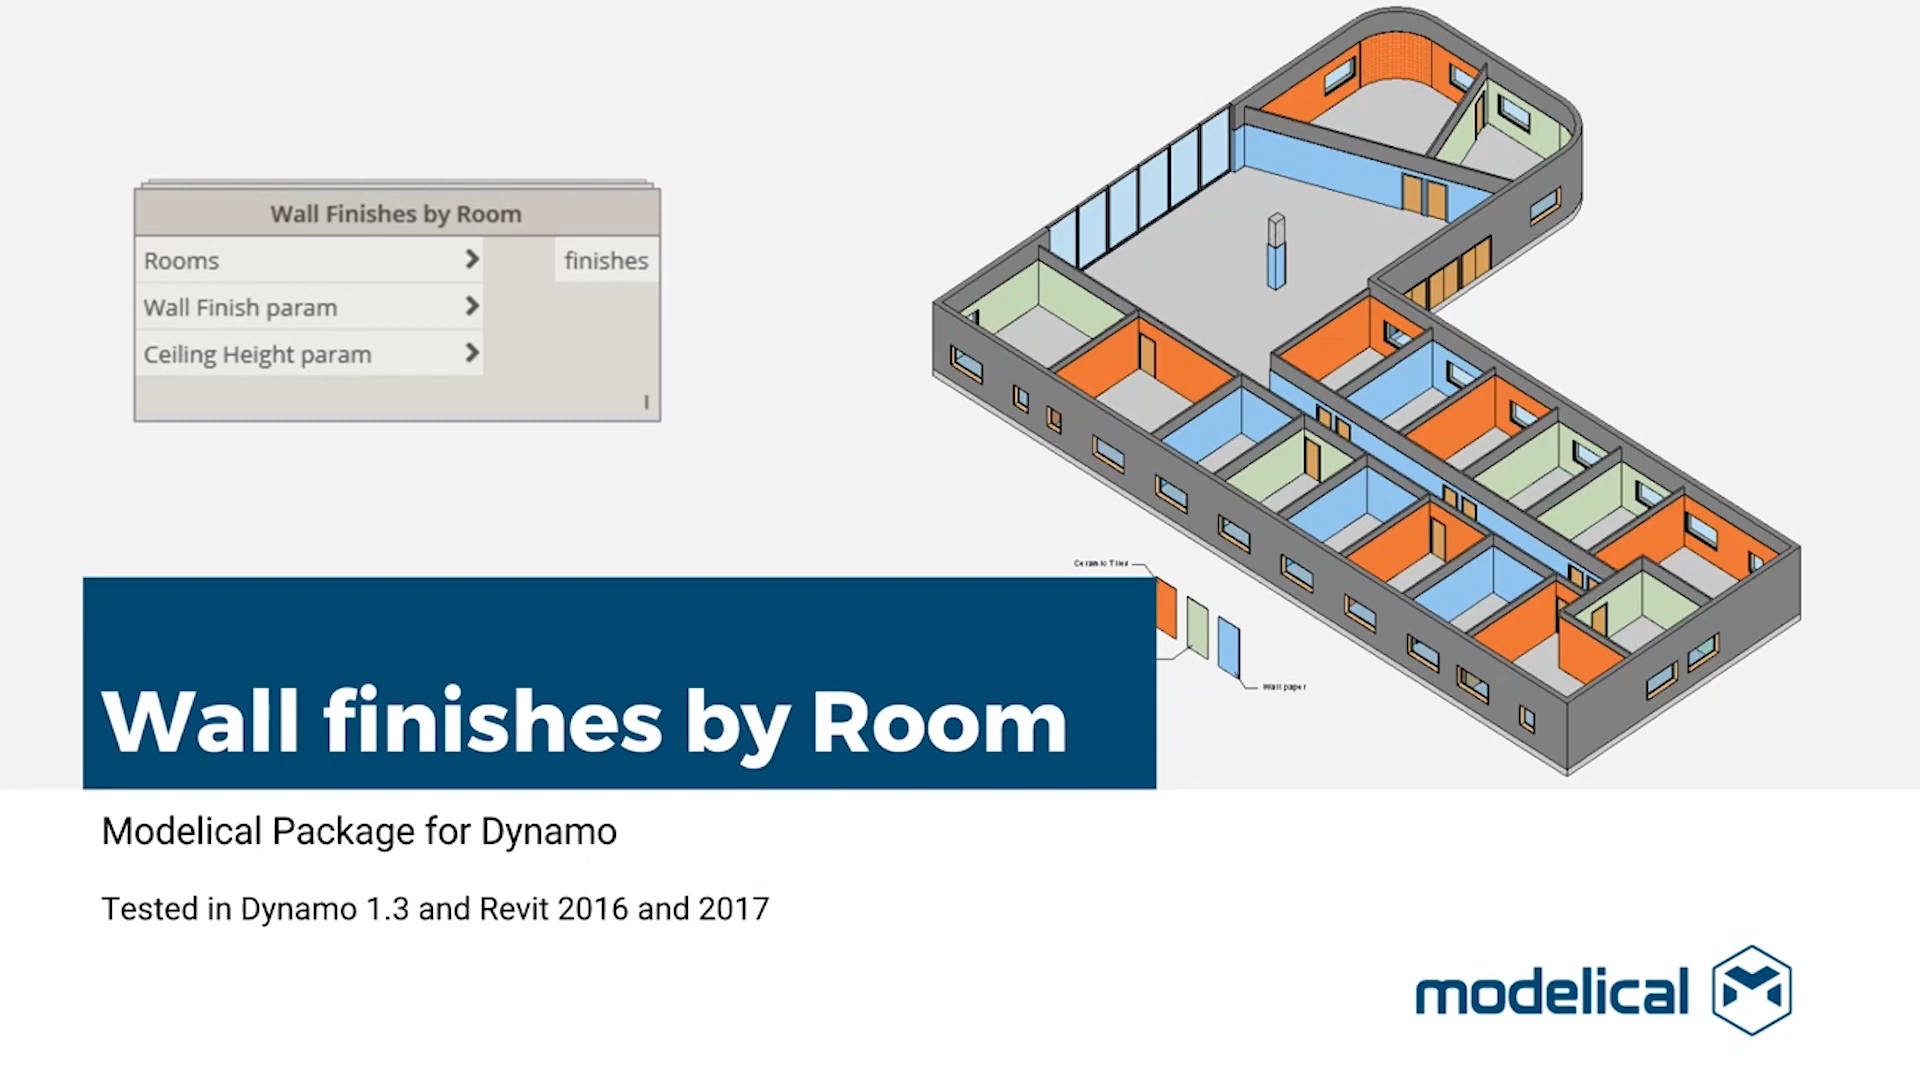 Wall Finishes by Room
Rooms
finishes
Wall Finish param
Ceiling Height param
Ceramic Tiles
Wall paper
Wall finishes by Room
Modelical Package for Dynamo
Tested in Dynamo 1.3 and Revit 2016 and 2017
modelical